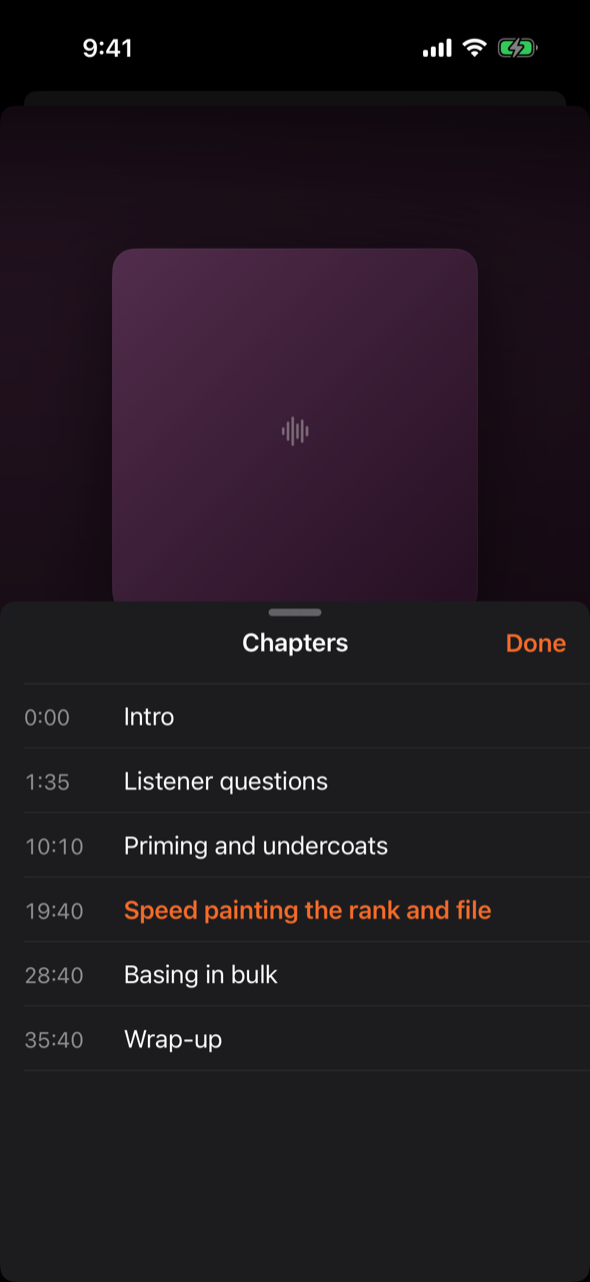 9:41
Chapters
Done
0:00 Intro
1:35 Listener questions
10:10 Priming and undercoats
19:40 Speed painting the rank and file
28:40 Basing in bulk
35:40 Wrap-up